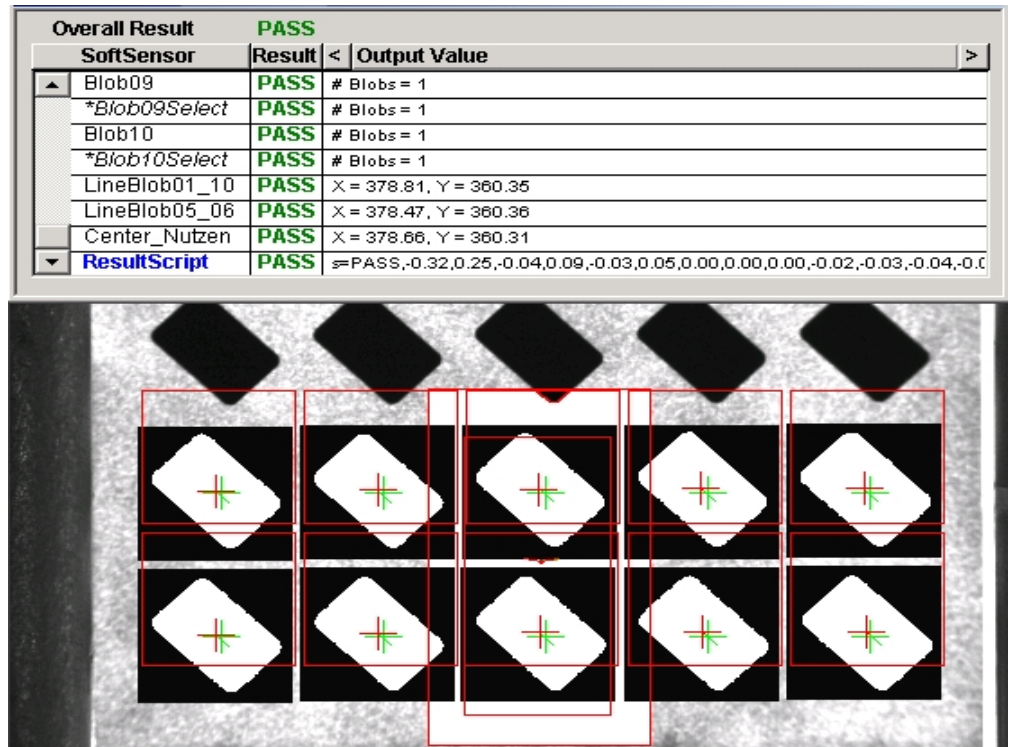 Overall Result PASS
SoftSensor Result < Output Value >
Blob09 PASS # Blobs = 1
*Blob09Select PASS # Blobs = 1
Blob10 PASS # Blobs = 1
*Blob10Select PASS # Blobs = 1
LineBlob01_10 PASS X = 378.81, Y = 360.35
LineBlob05_06 PASS X = 378.47, Y = 360.36
Center_Nutzen PASS X = 378.66, Y = 360.31
ResultScript PASS s=PASS,-0.32,0.25,-0.04,0.09,-0.03,0.05,0.00,0.00,0.00,-0.02,-0.03,-0.04,-0.0